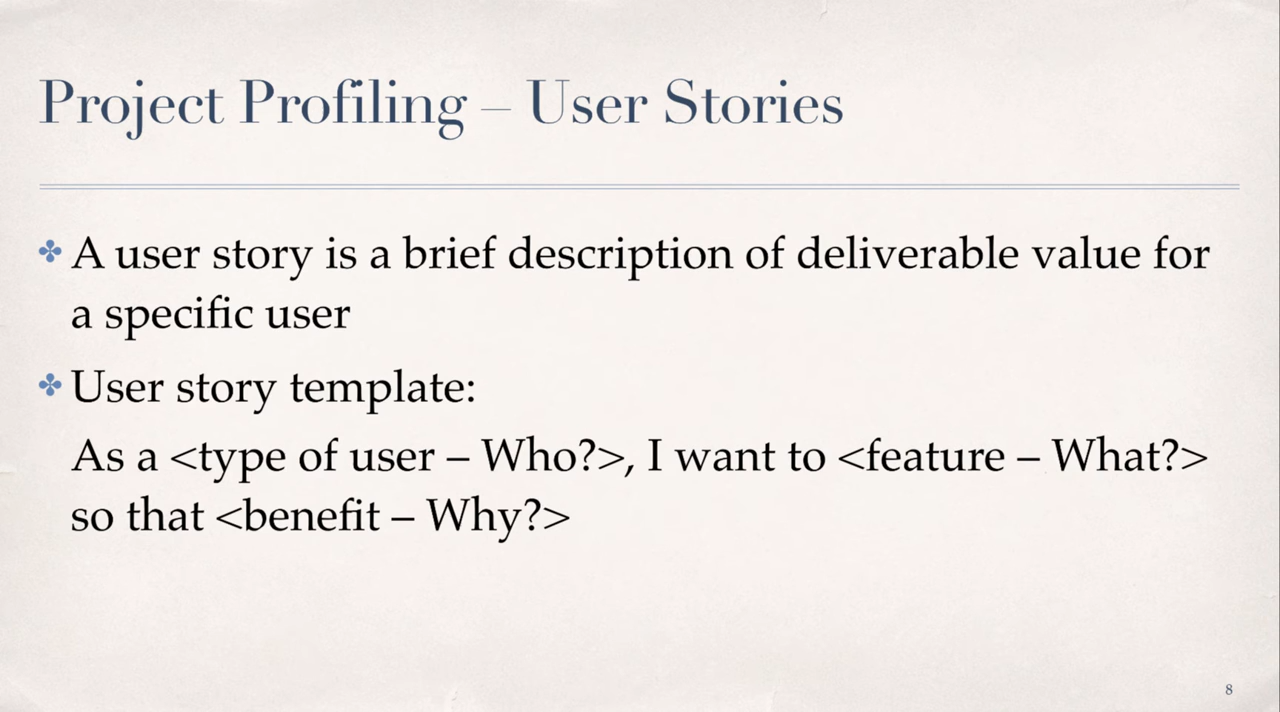 Project Profiling – User Stories
✤ A user story is a brief description of deliverable value for
a specific user
✤ User story template:
As a <type of user – Who?>, I want to <feature – What?>
so that <benefit – Why?>
8